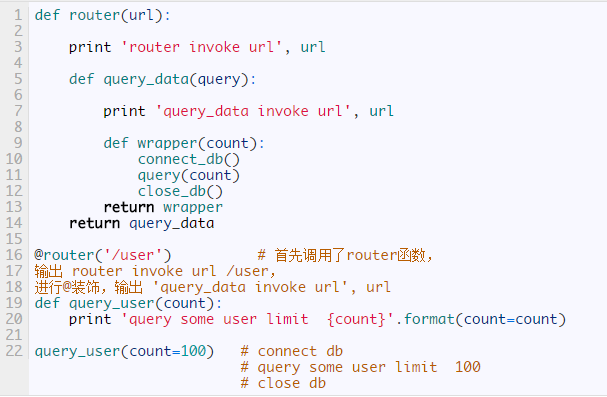 1 def router(url):
2
3     print 'router invoke url', url
4
5     def query_data(query):
6
7         print 'query_data invoke url', url
8
9         def wrapper(count):
10             connect_db()
11             query(count)
12             close_db()
13         return wrapper
14     return query_data
15
16 @router('/user')          # 首先调用了router函数,
17 输出 router invoke url /user,
18 进行@装饰, 输出 'query_data invoke url', url
19 def query_user(count):
20     print 'query some user limit  {count}'.format(count=count)
21
22 query_user(count=100)   # connect db
                        # query some user limit  100
                        # close db